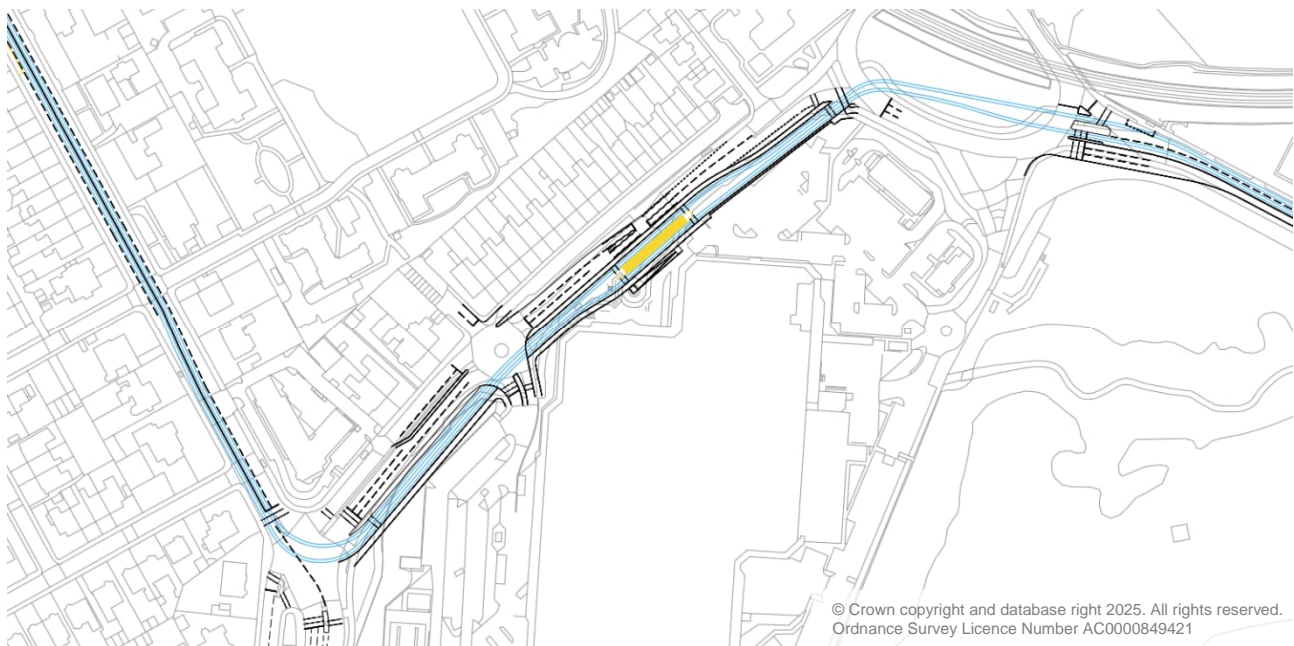 © Crown copyright and database right 2025. All rights reserved.
Ordnance Survey Licence Number AC0000849421